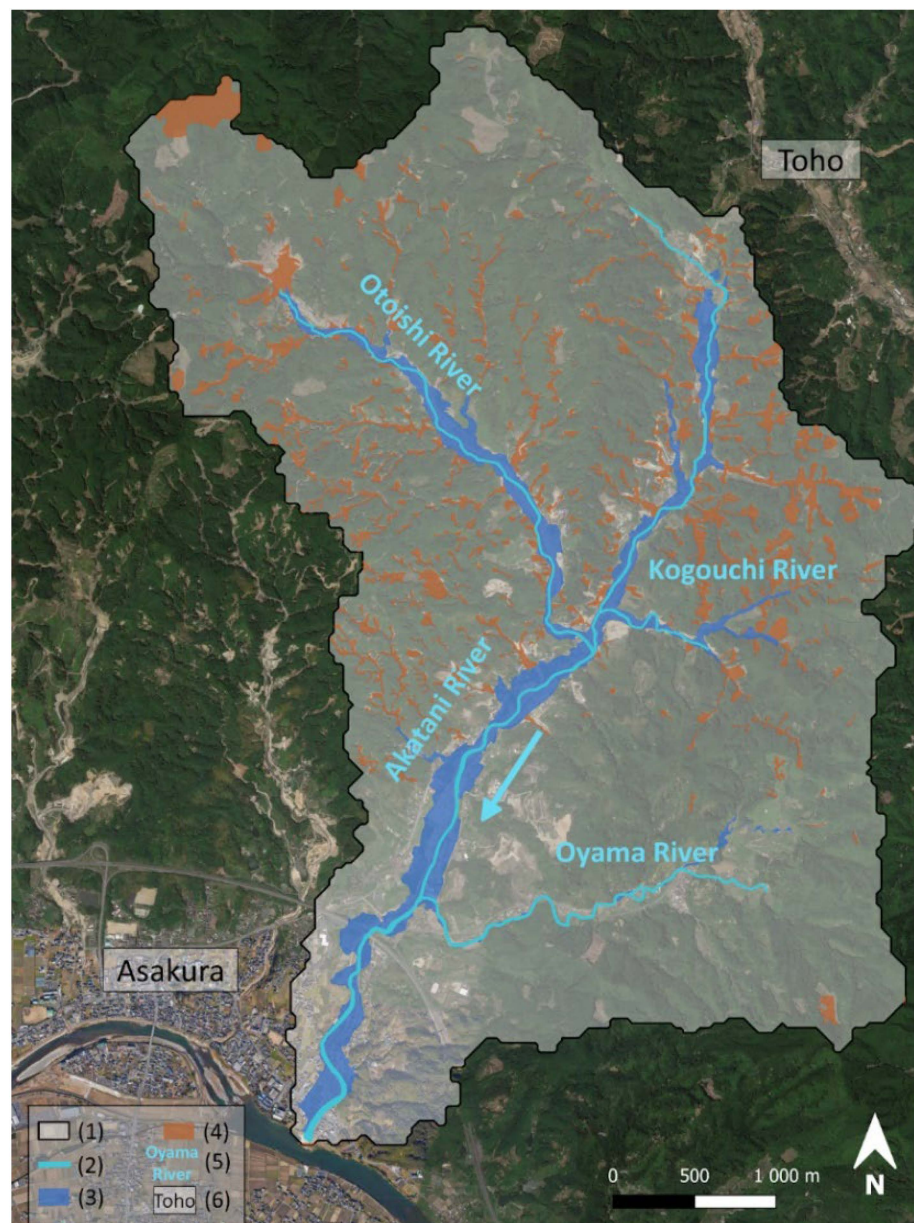 Toho
Otoishi River
Kogouchi River
Akatani River
Oyama River
Asakura
(1)
(2)
(3)
(4)
Oyama
River
(5)
Toho
(6)
0 500 1 000 m
N